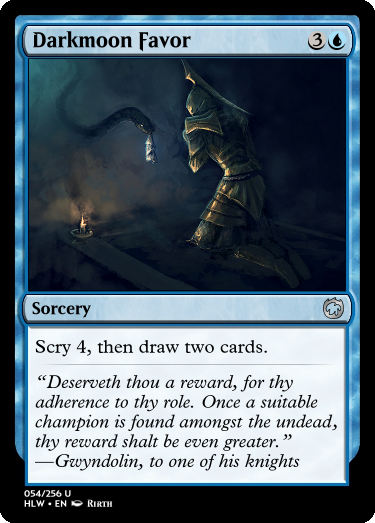 Darkmoon Favor 3
Sorcery
Scry 4, then draw two cards.
“Deserveth thou a reward, for thy
adherence to thy role. Once a suitable
champion is found amongst the undead,
thy reward shalt be even greater.”
—Gwyndolin, to one of his knights
054/256 U
HLW • EN Rirth